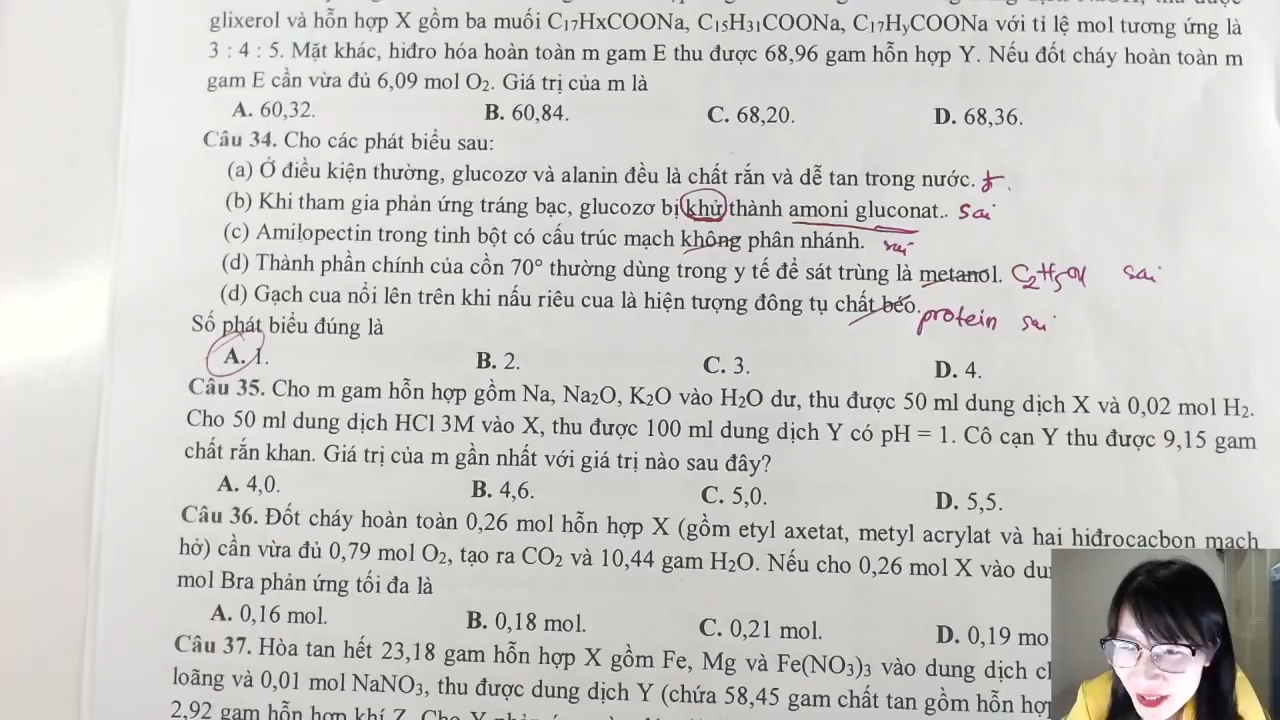 glixerol và hỗn hợp X gồm ba muối C17HxCOONa, C15H31COONa, C17HyCOONa với tỉ lệ mol tương ứng là
3 : 4 : 5. Mặt khác, hiđro hóa hoàn toàn m gam E thu được 68,96 gam hỗn hợp Y. Nếu đốt cháy hoàn toàn m
gam E cần vừa đủ 6,09 mol O2. Giá trị của m là
A. 60,32. B. 60,84. C. 68,20. D. 68,36.
Câu 34. Cho các phát biểu sau:
(a) Ở điều kiện thường, glucozơ và alanin đều là chất rắn và dễ tan trong nước.
(b) Khi tham gia phản ứng tráng bạc, glucozơ bị khử thành amoni gluconat.. sai
(c) Amilopectin trong tinh bột có cấu trúc mạch không phân nhánh. sai
(d) Thành phần chính của cồn 70° thường dùng trong y tế để sát trùng là metanol. C2H5OH sai
(d) Gạch cua nổi lên trên khi nấu riêu cua là hiện tượng đông tụ chất béo. protein sai
Số phát biểu đúng là
A. 1. B. 2. C. 3. D. 4.
Câu 35. Cho m gam hỗn hợp gồm Na, Na2O, K2O vào H2O dư, thu được 50 ml dung dịch X và 0,02 mol H2.
Cho 50 ml dung dịch HCl 3M vào X, thu được 100 ml dung dịch Y có pH = 1. Cô cạn Y thu được 9,15 gam
chất rắn khan. Giá trị của m gần nhất với giá trị nào sau đây?
A. 4,0. B. 4,6. C. 5,0. D. 5,5.
Câu 36. Đốt cháy hoàn toàn 0,26 mol hỗn hợp X (gồm etyl axetat, metyl acrylat và hai hiđrocacbon mạch
hở) cần vừa đủ 0,79 mol O2, tạo ra CO2 và 10,44 gam H2O. Nếu cho 0,26 mol X vào
mol Bra phản ứng tối đa là
A. 0,16 mol. B. 0,18 mol. C. 0,21 mol. D. 0,19 mo
Câu 37. Hòa tan hết 23,18 gam hỗn hợp X gồm Fe, Mg và Fe(NO3)3 vào dung dịch
loãng và 0,01 mol NaNO3, thu được dung dịch Y (chứa 58,45 gam chất tan gồm hỗn
2,92 gam hỗn hợp khí Z. Cho Y